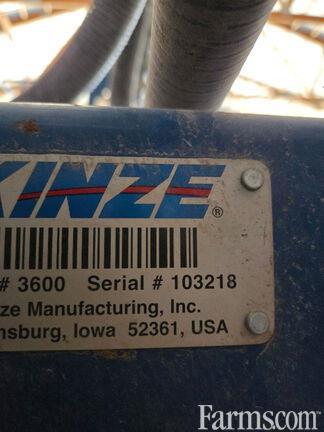 KINZE®
# 3600 Serial # 103218
ze Manufacturing, Inc.
nsburg, Iowa 52361, USA
Farms.com®